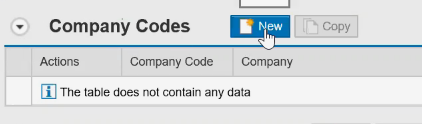 Company Codes New Copy
Actions Company Code Company
The table does not contain any data